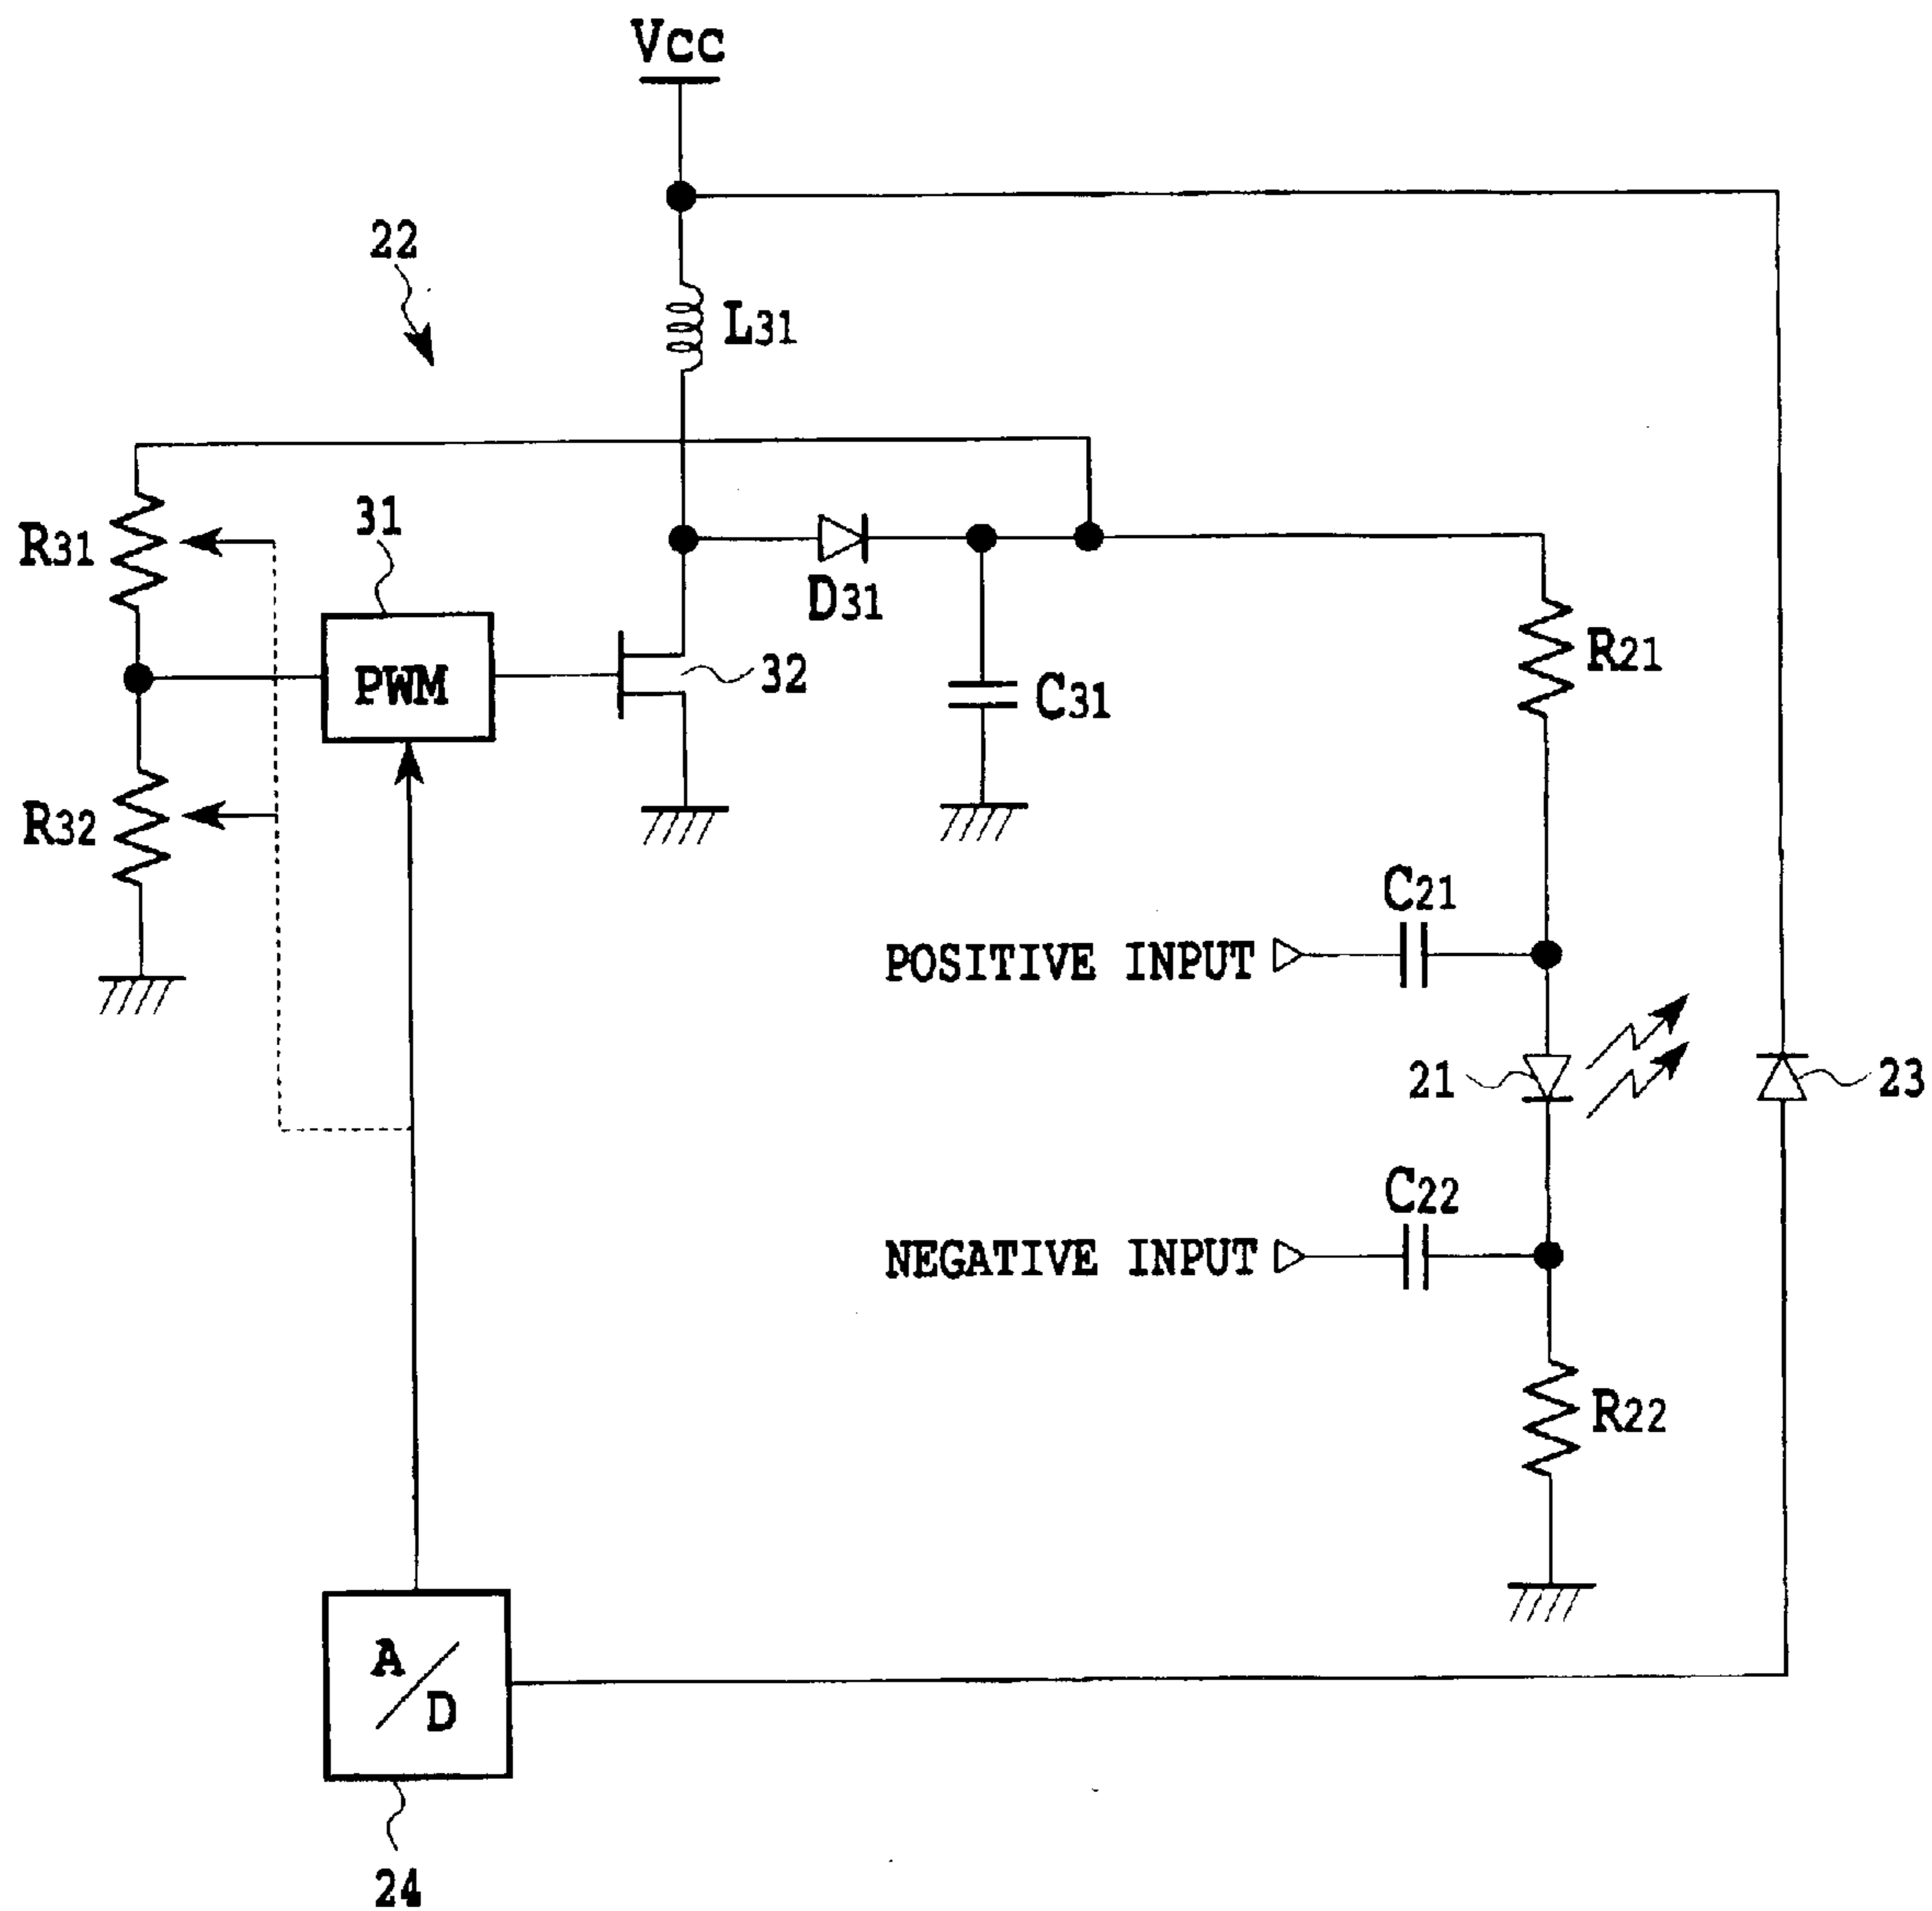 Vcc
22
L31
31
R31
D31
R21
PWM
32
C31
R32
C21
POSITIVE INPUT
21
23
C22
NEGATIVE INPUT
R22
A/D
24